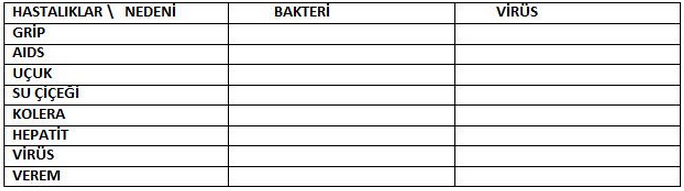 HASTALIKLAR \ NEDENİ BAKTERİ VİRÜS
GRİP
AIDS
UÇUK
SU ÇİÇEĞİ
KOLERA
HEPATİT
VİRÜS
VEREM